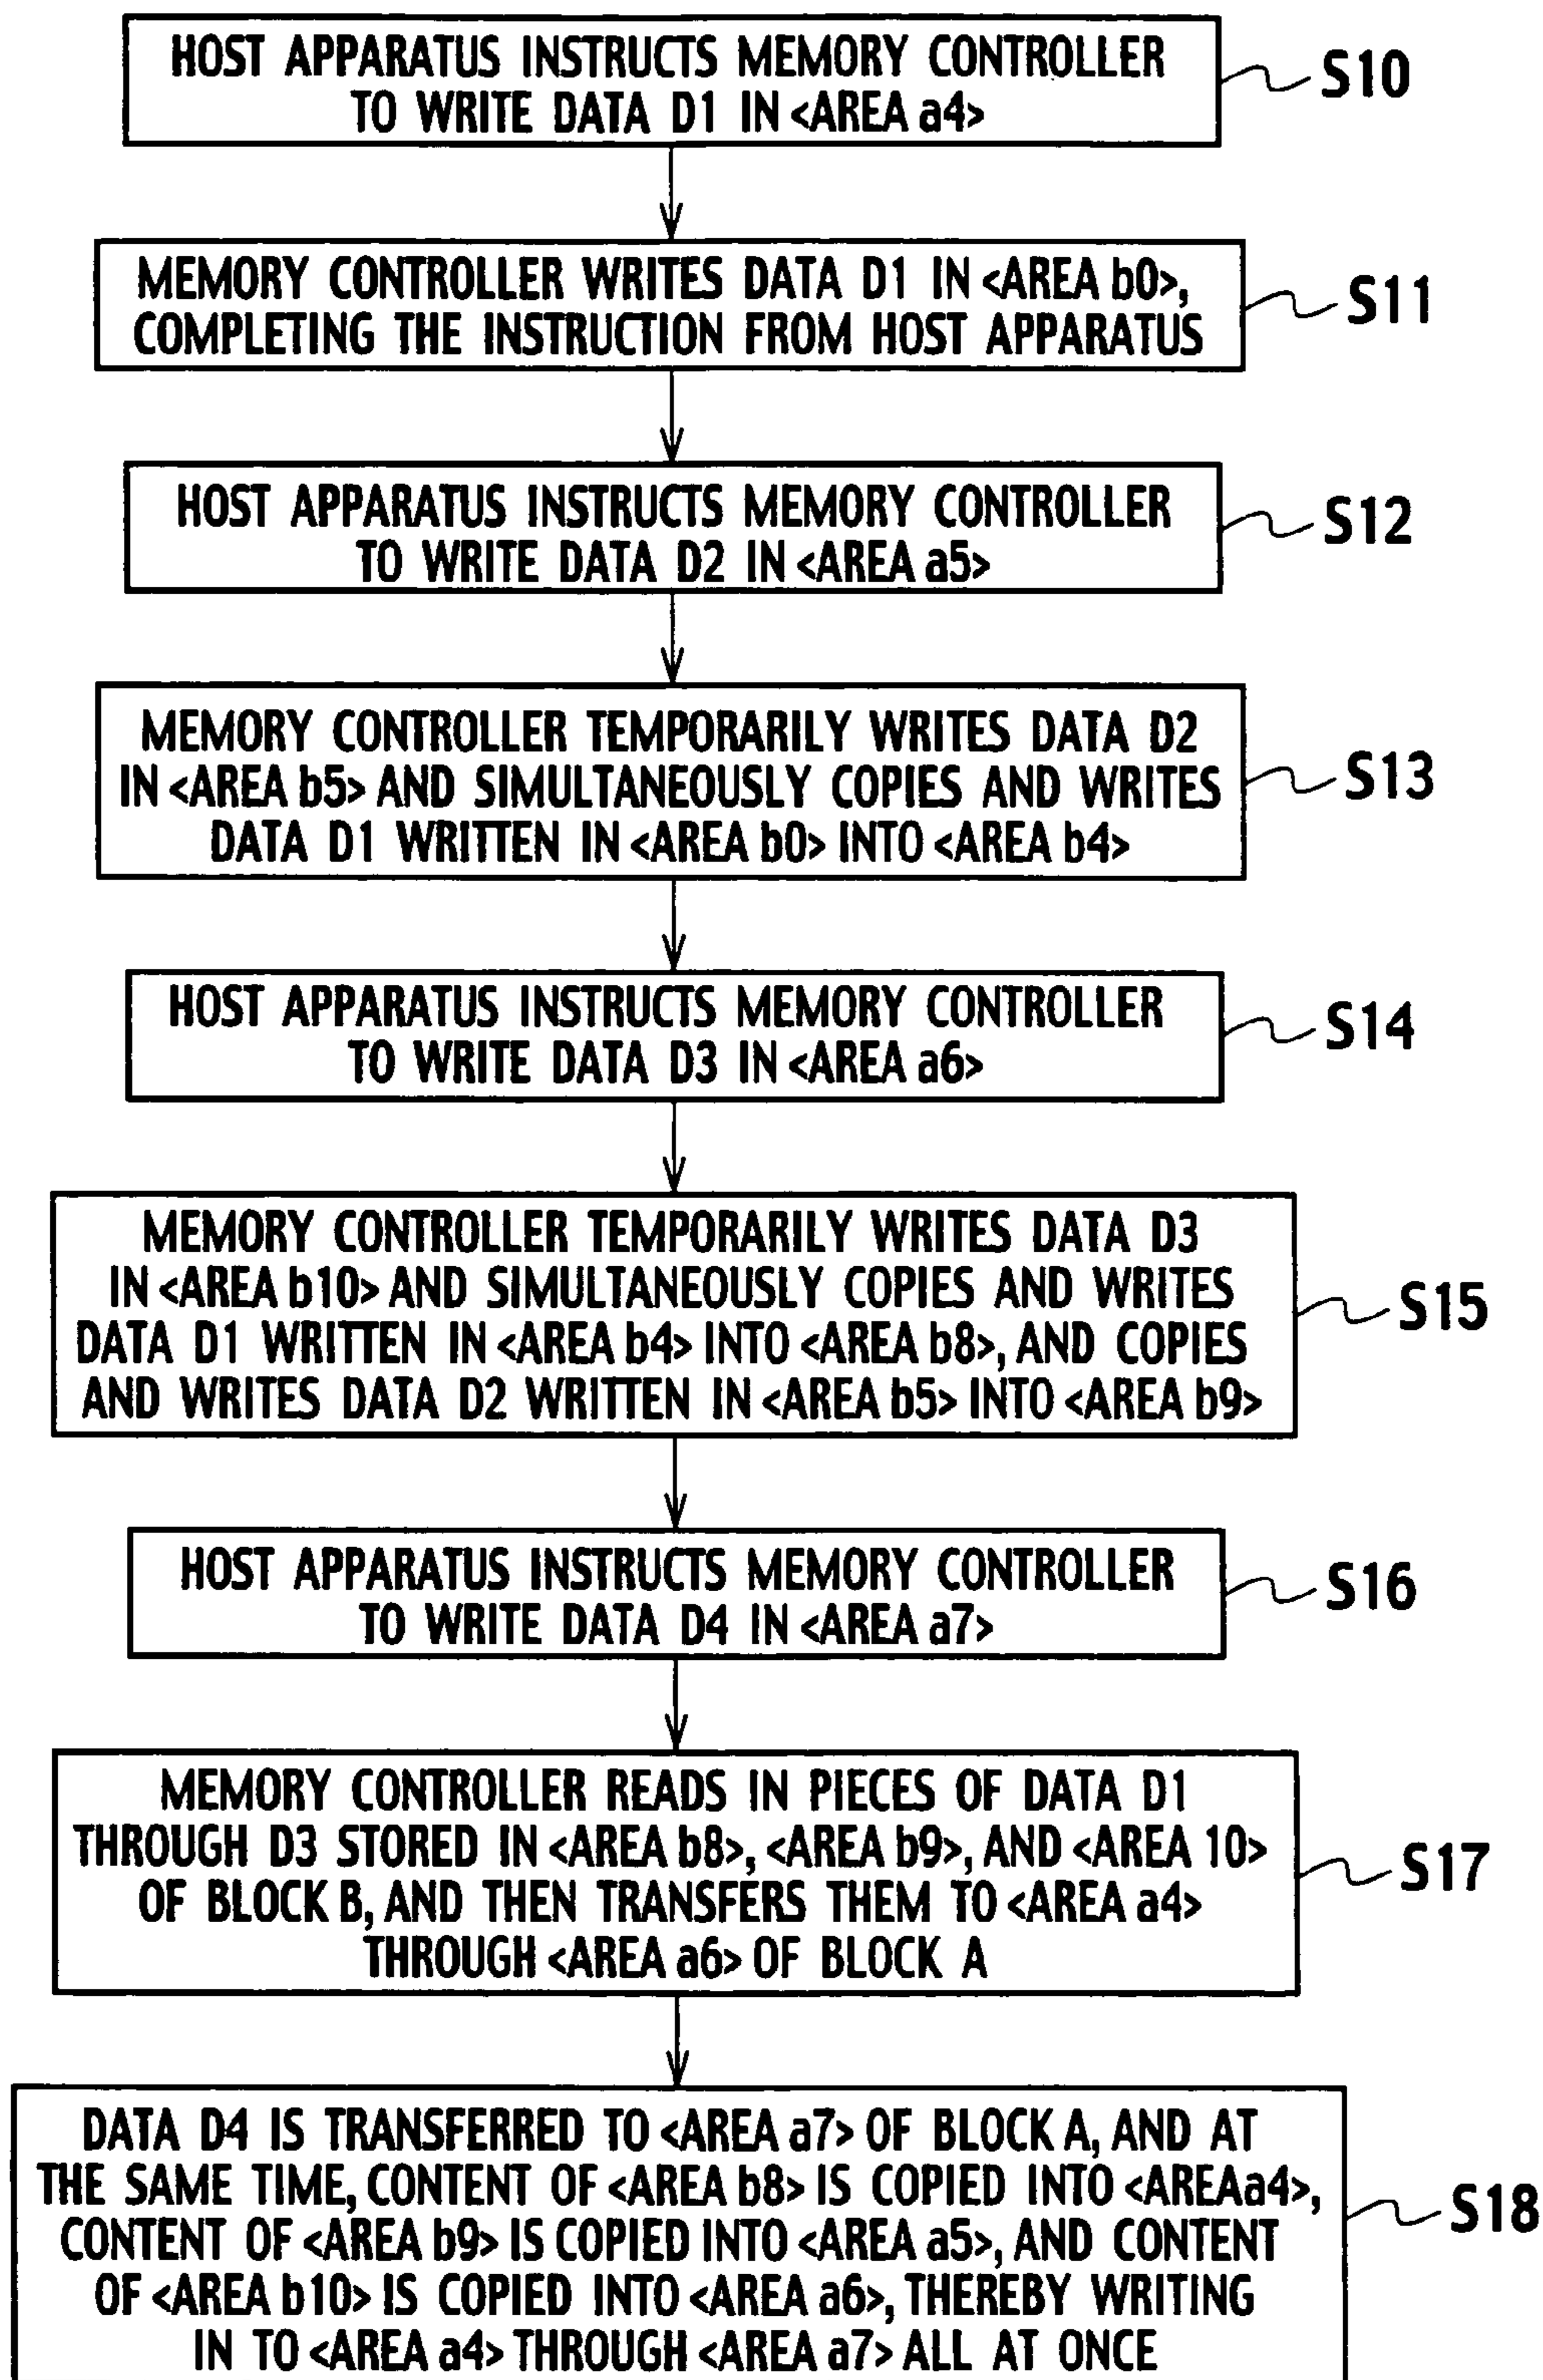 HOST APPARATUS INSTRUCTS MEMORY CONTROLLER
TO WRITE DATA D1 IN <AREA a4>
S10
MEMORY CONTROLLER WRITES DATA D1 IN <AREA b0>,
COMPLETING THE INSTRUCTION FROM HOST APPARATUS
S11
HOST APPARATUS INSTRUCTS MEMORY CONTROLLER
TO WRITE DATA D2 IN <AREA a5>
S12
MEMORY CONTROLLER TEMPORARILY WRITES DATA D2
IN <AREA b5> AND SIMULTANEOUSLY COPIES AND WRITES
DATA D1 WRITTEN IN <AREA b0> INTO <AREA b4>
S13
HOST APPARATUS INSTRUCTS MEMORY CONTROLLER
TO WRITE DATA D3 IN <AREA a6>
S14
MEMORY CONTROLLER TEMPORARILY WRITES DATA D3
IN <AREA b10> AND SIMULTANEOUSLY COPIES AND WRITES
DATA D1 WRITTEN IN <AREA b4> INTO <AREA b8>, AND COPIES
AND WRITES DATA D2 WRITTEN IN <AREA b5> INTO <AREA b9>
S15
HOST APPARATUS INSTRUCTS MEMORY CONTROLLER
TO WRITE DATA D4 IN <AREA a7>
S16
MEMORY CONTROLLER READS IN PIECES OF DATA D1
THROUGH D3 STORED IN <AREA b8>, <AREA b9>, AND <AREA 10>
OF BLOCK B, AND THEN TRANSFERS THEM TO <AREA a4>
THROUGH <AREA a6> OF BLOCK A
S17
DATA D4 IS TRANSFERRED TO <AREA a7> OF BLOCK A, AND AT
THE SAME TIME, CONTENT OF <AREA b8> IS COPIED INTO <AREAa4>,
CONTENT OF <AREA b9> IS COPIED INTO <AREA a5>, AND CONTENT
OF <AREA b10> IS COPIED INTO <AREA a6>, THEREBY WRITING
IN TO <AREA a4> THROUGH <AREA a7> ALL AT ONCE
S18